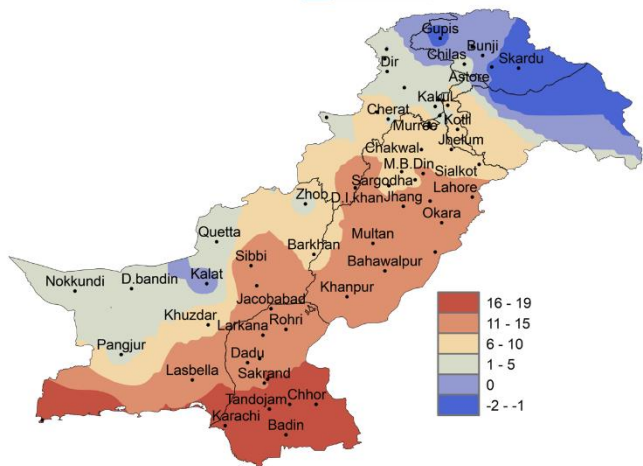 Gupis
Bunji
Chilas
Skardu
Dir
Astore
Kakul
Cherat
Kotli
Murree
Chakwal
Jhelum
M.B.Din
Sialkot
Sargodha
Zhob
D.I.khan
Jhang
Lahore
Okara
Quetta
Multan
Barkhan
Sibbi
Bahawalpur
Nokkundi
D.bandin
Kalat
Khanpur
Jacobabad
Khuzdar
Rohri
Larkana
Pangjur
Dadu
Lasbella
Sakrand
Tandojam
Chhor
Karachi
Badin
16 - 19
11 - 15
6 - 10
1 - 5
0
-2 - -1